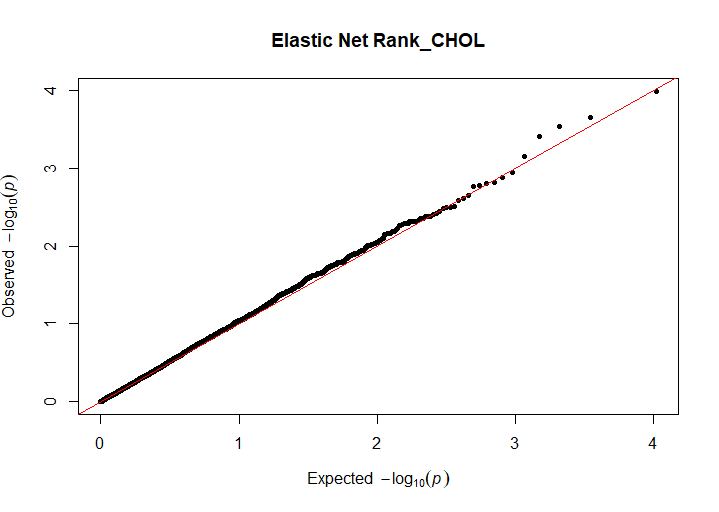 Elastic Net Rank_CHOL
Observed −log₁₀(p)
4
3
2
1
0
0 1 2 3 4
Expected −log₁₀(p)